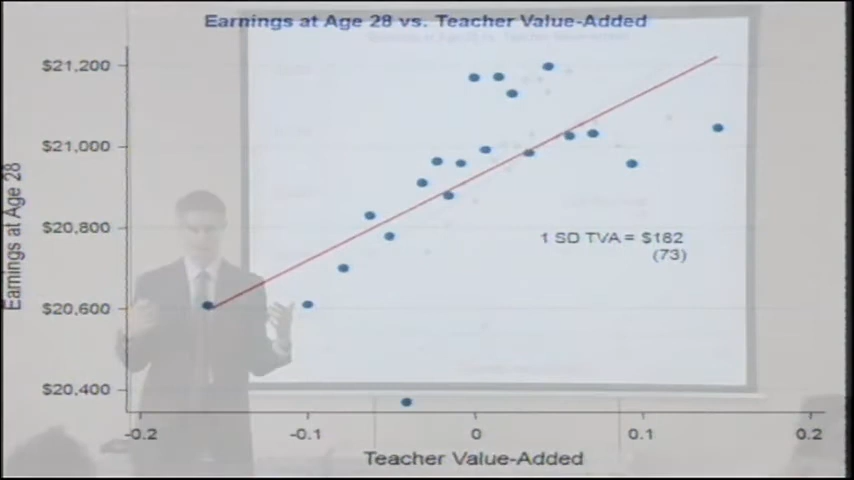 Earnings at Age 28 vs. Teacher Value-Added
$21,200
$21,000
$20,800
$20,600
$20,400
Earnings at Age 28
1 SD TVA = $182
(73)
-0.2
-0.1
0
0.1
0.2
Teacher Value-Added